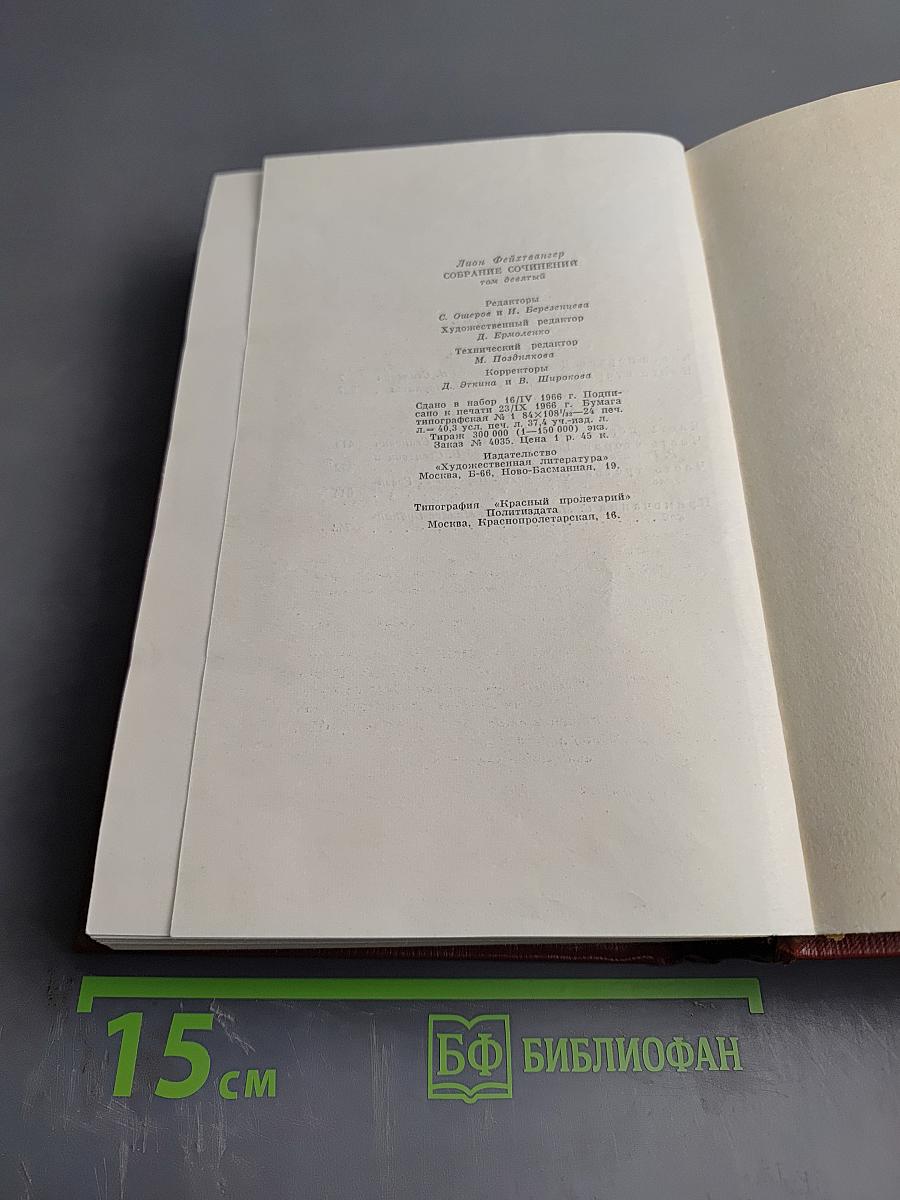 Лион Фейхтвангер
СОБРАНИЕ СОЧИНЕНИЙ
том девятый
Редакторы
С. Ошеров и И. Березенцева
Художественный редактор
Д. Ермоленко
Технический редактор
М. Позднякова
Корректоры
Д. Эткина и В. Широкова
Сдано в набор 16/IV 1966 г. Подпи-
сано к печати 23/IX 1966 г. Бумага
типографская № 1 84×108¹/₃₂—24 печ.
л.= 40,3 усл. печ. л. 37,4 уч.-изд. л.
Тираж 300 000 (1—150 000) экз.
Заказ № 4035. Цена 1 р. 45 к.
Издательство
«Художественная литература»
Москва, Б-66, Ново-Басманная, 19.
Типография «Красный пролетарий»
Политиздата
Москва, Краснопролетарская, 16.
15 см
БФ БИБЛИОФАН